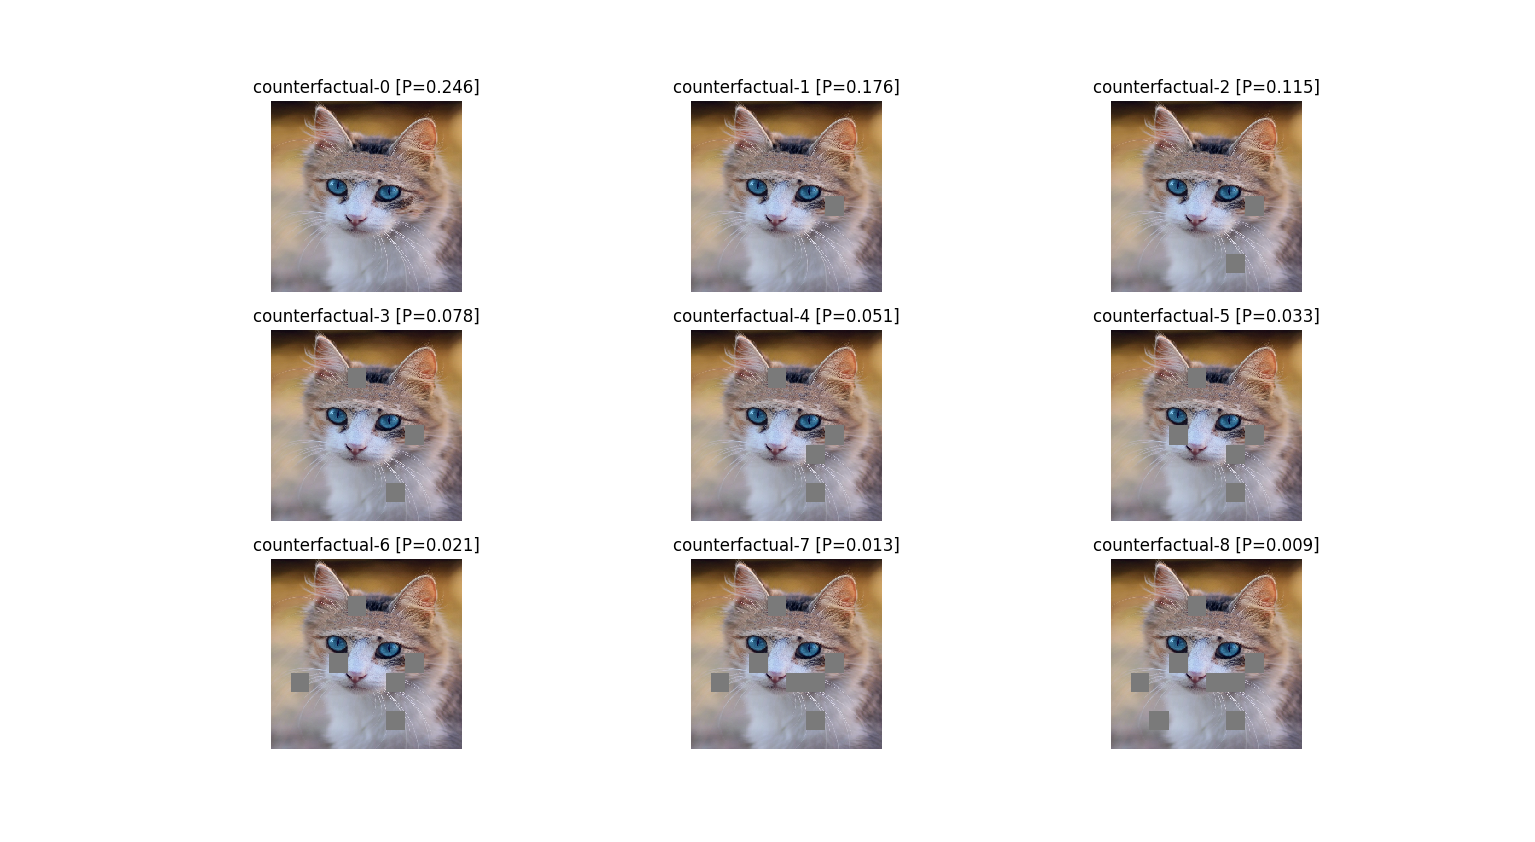 counterfactual-0 [P=0.246]
counterfactual-1 [P=0.176]
counterfactual-2 [P=0.115]
counterfactual-3 [P=0.078]
counterfactual-4 [P=0.051]
counterfactual-5 [P=0.033]
counterfactual-6 [P=0.021]
counterfactual-7 [P=0.013]
counterfactual-8 [P=0.009]